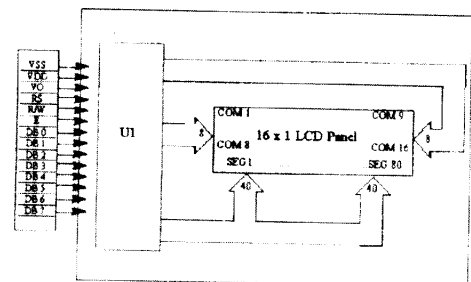 VSS
VDD
VO
RS
R/W
E
DB 0
DB 1
DB 2
DB 3
DB 4
DB 5
DB 6
DB 7
U1
COM 1
COM 9
16 x 1 LCD Panel
8
8
COM 8
COM 16
SEG 1
SEG 80
40
40